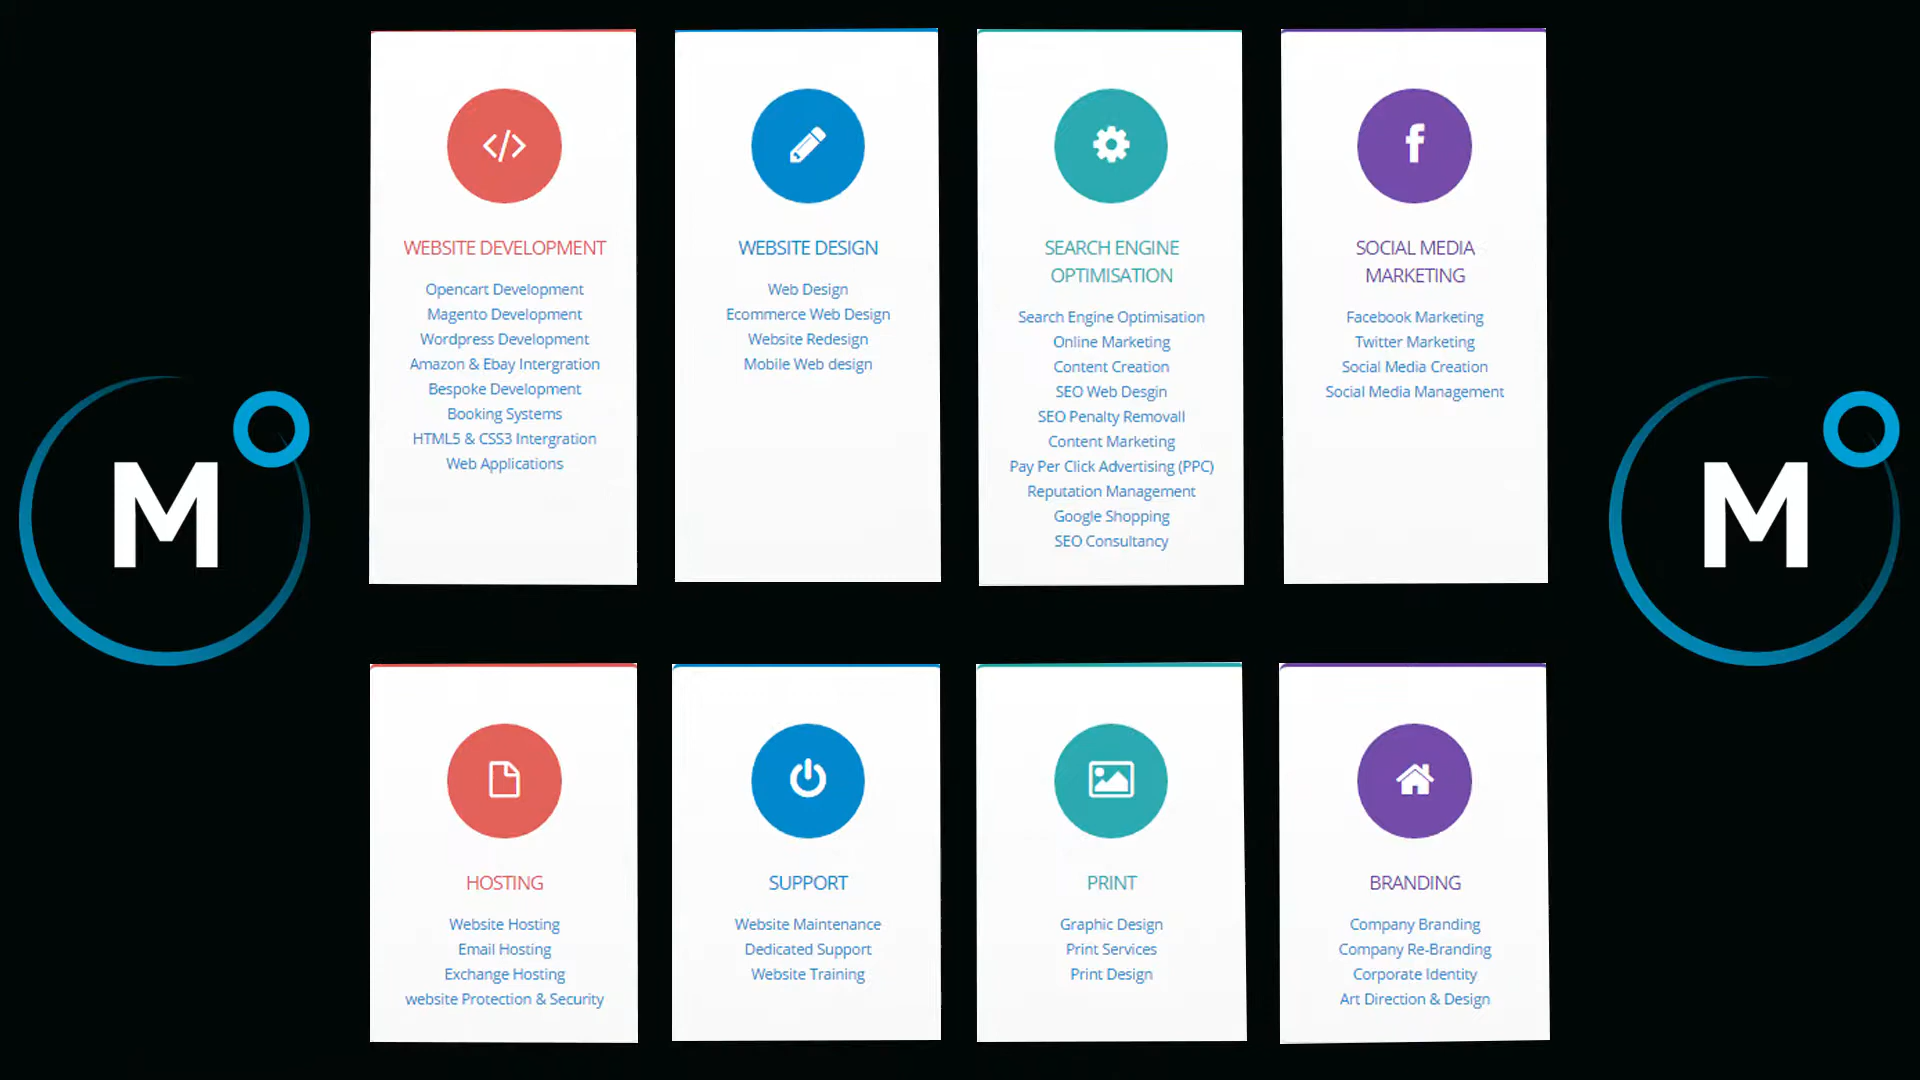 WEBSITE DEVELOPMENT
Opencart Development
Magento Development
Wordpress Development
Amazon & Ebay Intergration
Bespoke Development
Booking Systems
HTML5 & CSS3 Intergration
Web Applications
WEBSITE DESIGN
Web Design
Ecommerce Web Design
Website Redesign
Mobile Web design
SEARCH ENGINE
OPTIMISATION
Search Engine Optimisation
Online Marketing
Content Creation
SEO Web Desgin
SEO Penalty Removall
Content Marketing
Pay Per Click Advertising (PPC)
Reputation Management
Google Shopping
SEO Consultancy
SOCIAL MEDIA
MARKETING
Facebook Marketing
Twitter Marketing
Social Media Creation
Social Media Management
M
M
HOSTING
Website Hosting
Email Hosting
Exchange Hosting
website Protection & Security
SUPPORT
Website Maintenance
Dedicated Support
Website Training
PRINT
Graphic Design
Print Services
Print Design
BRANDING
Company Branding
Company Re-Branding
Corporate Identity
Art Direction & Design